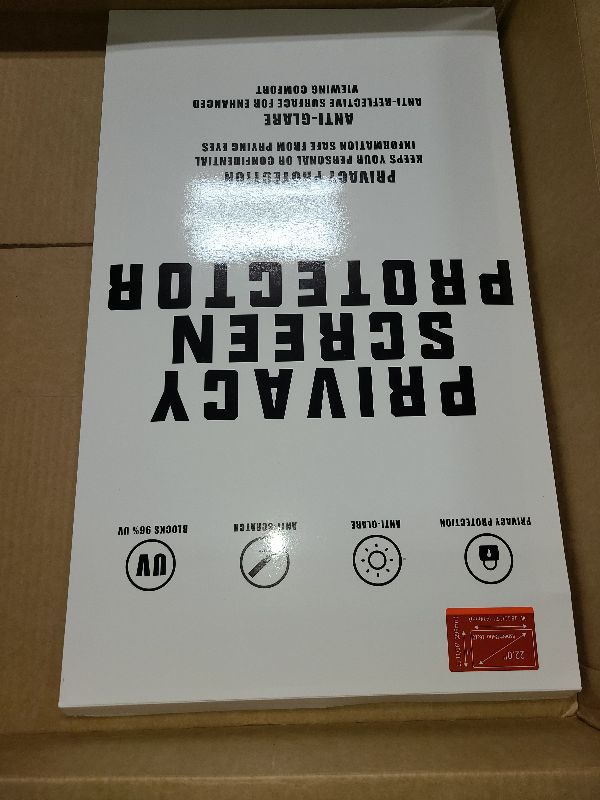 22.0"
UV
PRIVACY PROTECTION
ANTI-GLARE
ANTI-SCRATCH
BLOCKS 96% UV
PRIVACY
SCREEN
PROTECTOR
PRIVACY PROTECTION
KEEPS YOUR PERSONAL OR CONFIDENTIAL
INFORMATION SAFE FROM PRYING EYES
ANTI-GLARE
ANTI-REFLECTIVE SURFACE FOR ENHANCED
VIEWING COMFORT